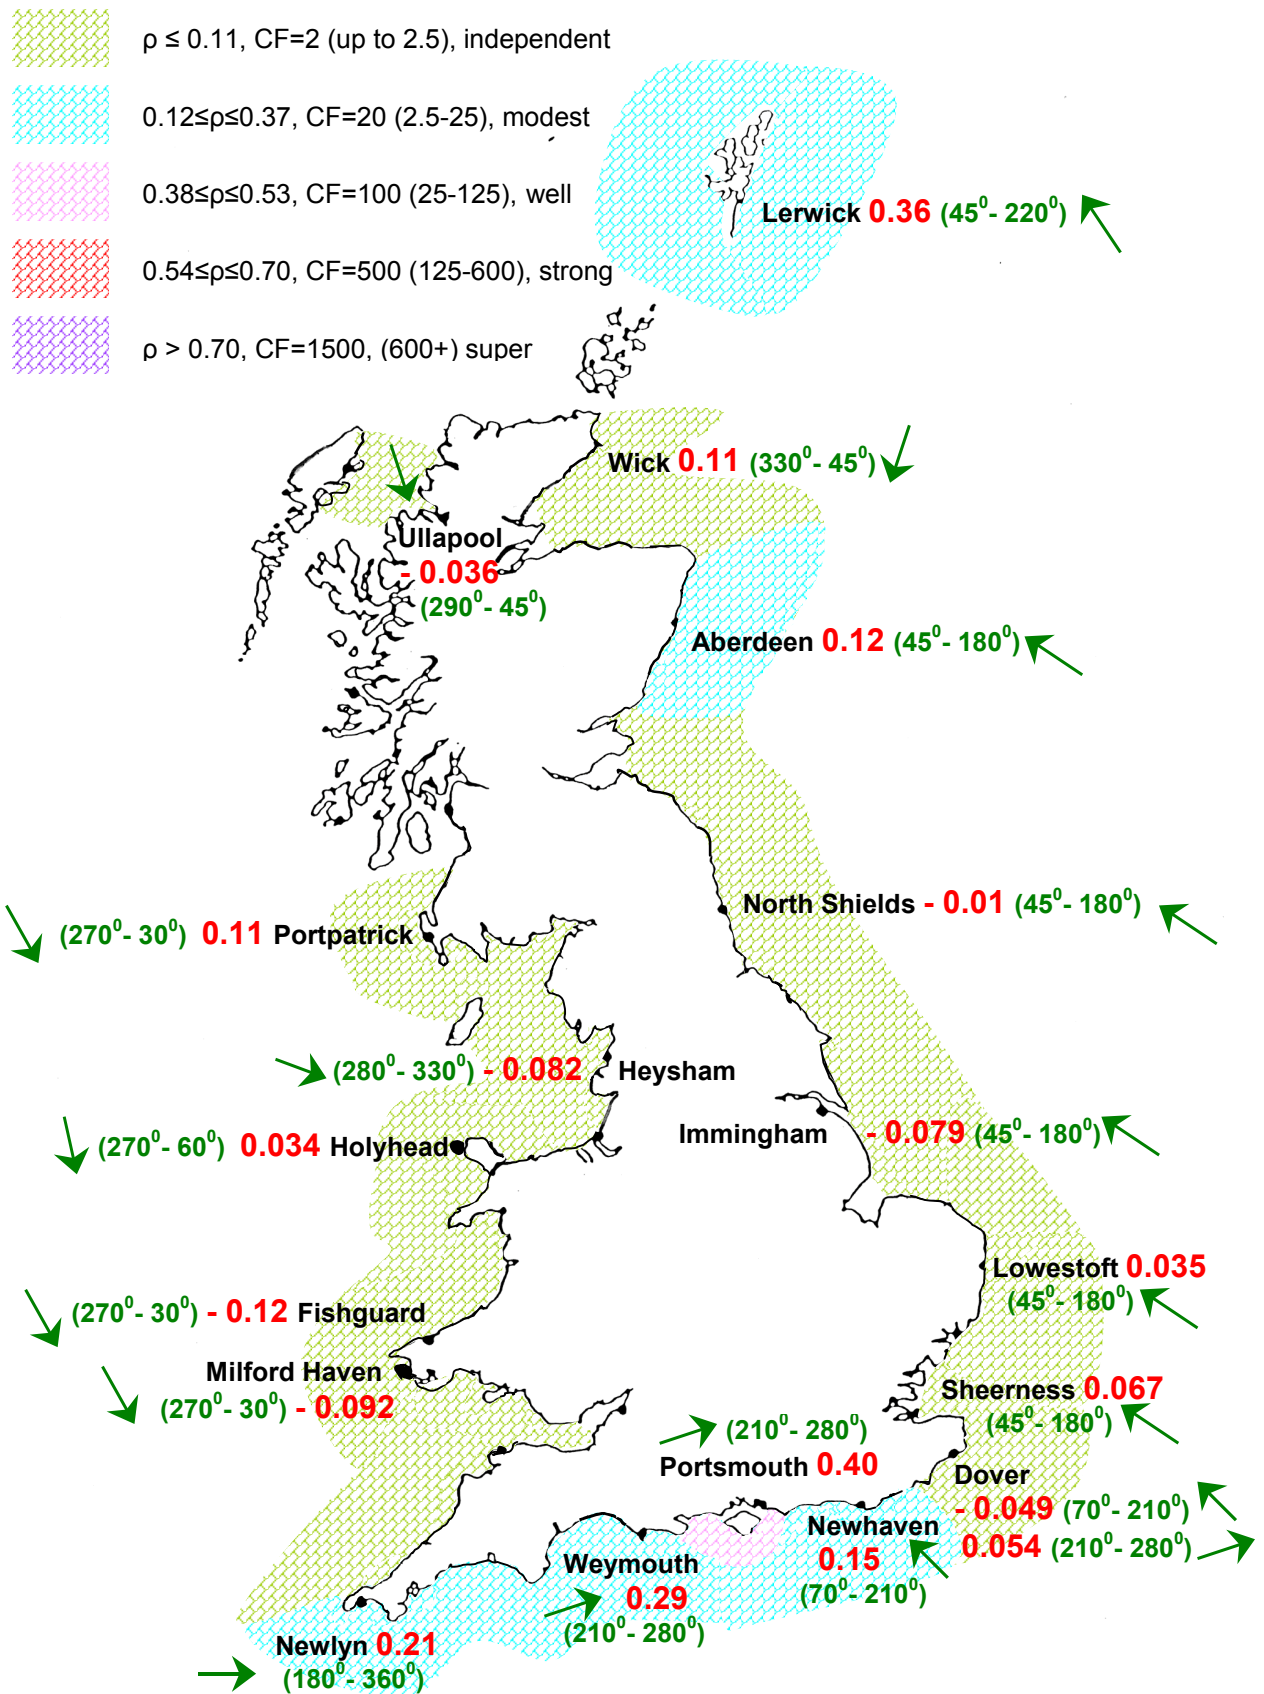 ρ ≤ 0.11, CF=2 (up to 2.5), independent
0.12≤ρ≤0.37, CF=20 (2.5-25), modest
0.38≤ρ≤0.53, CF=100 (25-125), well
0.54≤ρ≤0.70, CF=500 (125-600), strong
ρ > 0.70, CF=1500, (600+) super
Lerwick 0.36 (45⁰- 220⁰)
Wick 0.11 (330⁰- 45⁰)
Ullapool
- 0.036
(290⁰- 45⁰)
Aberdeen 0.12 (45⁰- 180⁰)
North Shields - 0.01 (45⁰- 180⁰)
(270⁰- 30⁰) 0.11 Portpatrick
(280⁰- 330⁰) - 0.082 Heysham
Immingham - 0.079 (45⁰- 180⁰)
(270⁰- 60⁰) 0.034 Holyhead
Lowestoft 0.035
(45⁰- 180⁰)
(270⁰- 30⁰) - 0.12 Fishguard
Milford Haven
(270⁰- 30⁰) - 0.092
Sheerness 0.067
(45⁰- 180⁰)
(210⁰- 280⁰)
Portsmouth 0.40
Dover
- 0.049 (70⁰- 210⁰)
0.054 (210⁰- 280⁰)
Newhaven
0.15
(70⁰- 210⁰)
Weymouth
0.29
(210⁰- 280⁰)
Newlyn 0.21
(180⁰- 360⁰)